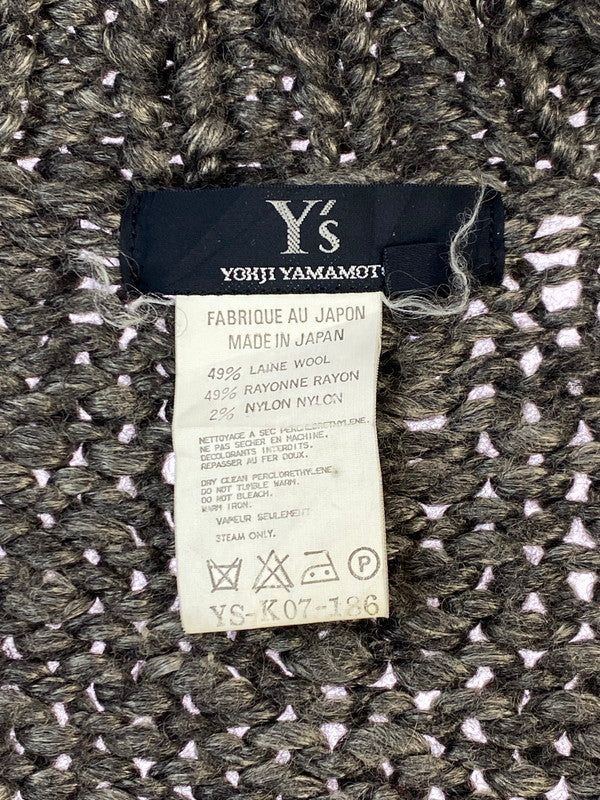 Y's
YOHJI YAMAMOT
FABRIQUE AU JAPON
MADE IN JAPAN
49% LAINE WOOL
49% RAYONNE RAYON
2% NYLON NYLON
NETTOYAGE A SEC PERCLORETHYLENE.
NE PAS SECHER EN MACHINE.
DECOLORANTS INTERDITS.
REPASSER AU FER DOUX.
DRY CLEAN PERCLORETHYLENE.
DO NOT TUMBLE WARM.
DO NOT BLEACH.
WARM IRON.
VAPEUR SEULEMENT
STEAM ONLY.
P
YS-K07-186